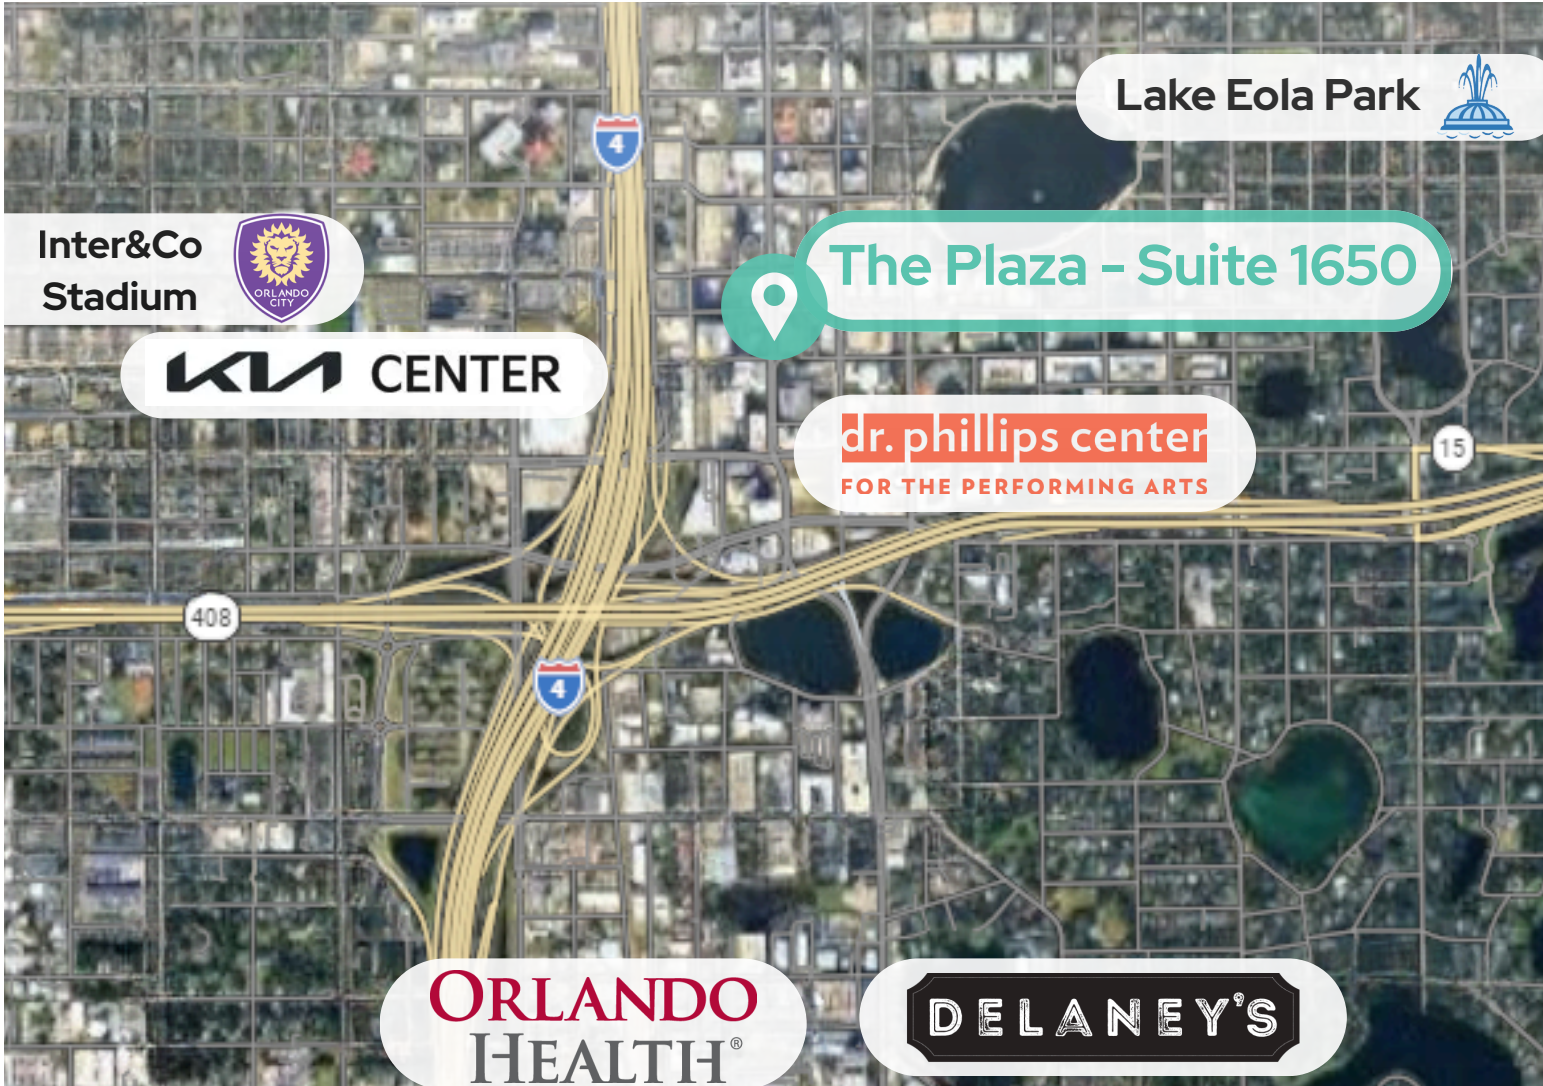 4
Lake Eola Park
Inter&Co
Stadium
ORLANDO
CITY
The Plaza - Suite 1650
KIA CENTER
dr. phillips center
FOR THE PERFORMING ARTS
15
408
4
ORLANDO
HEALTH®
DELANEY'S